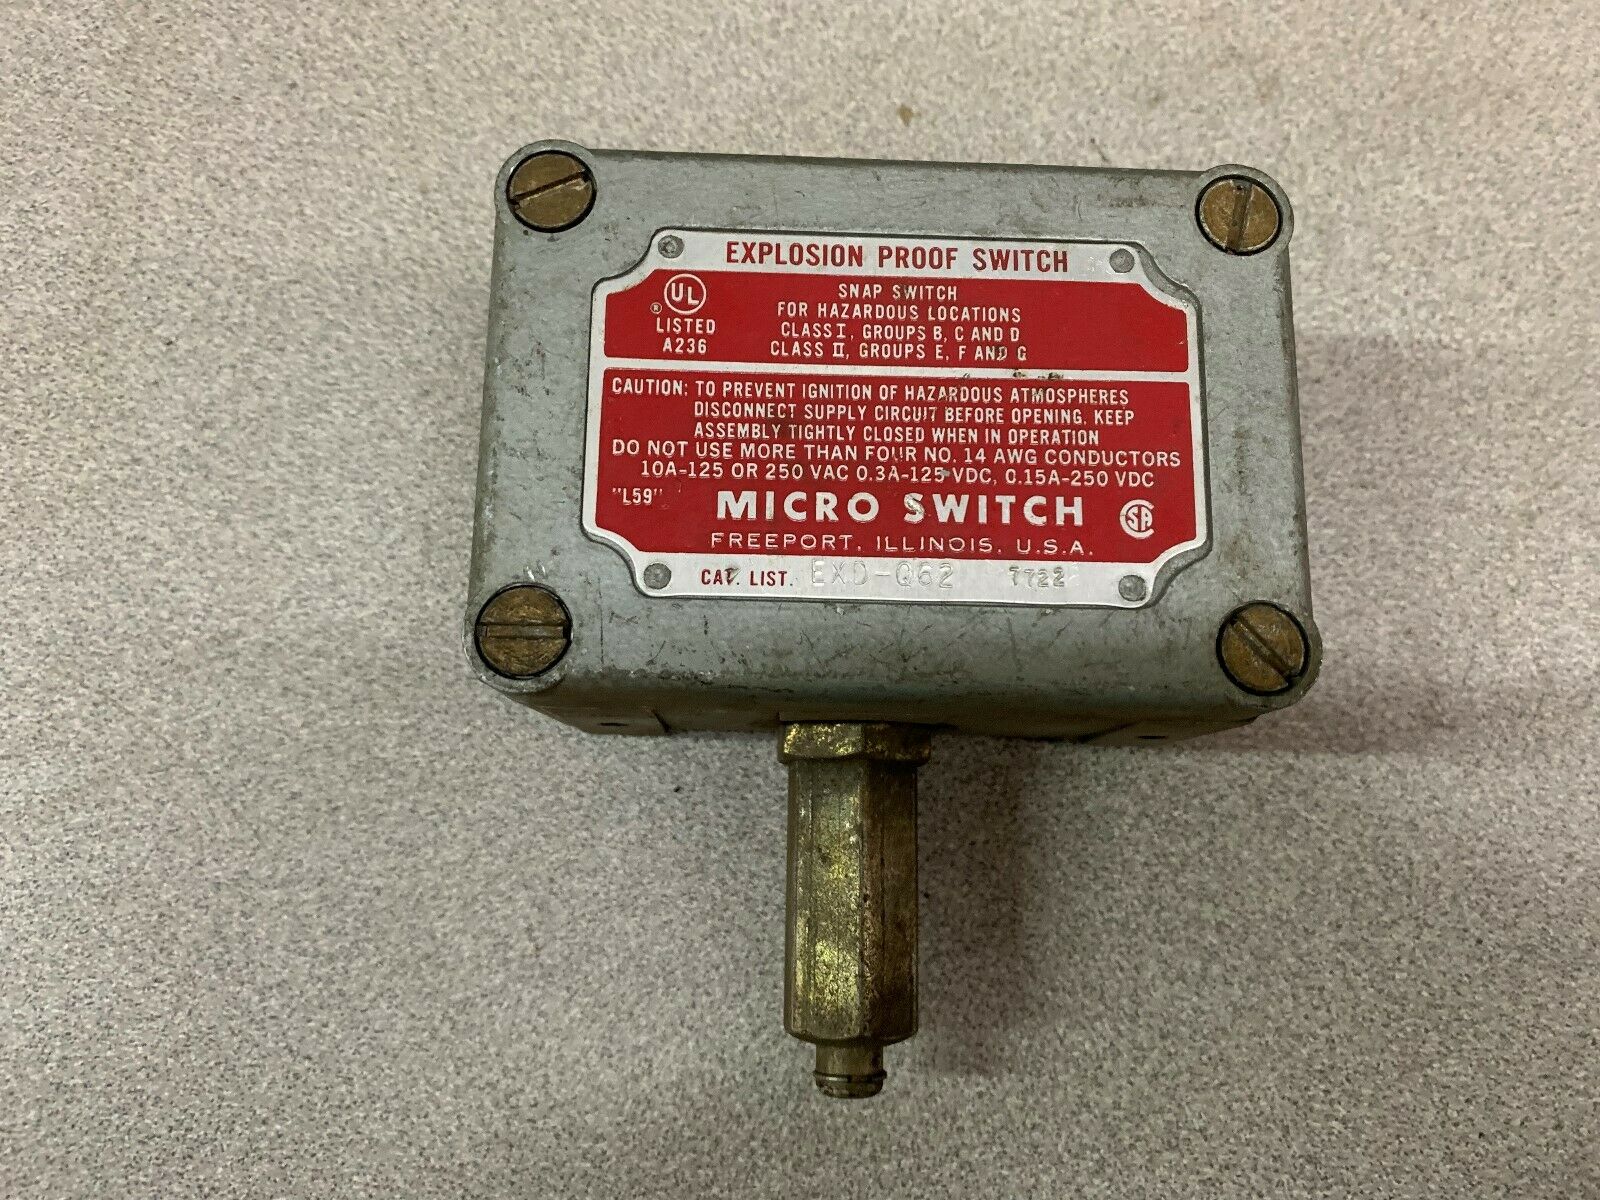 EXPLOSION PROOF SWITCH
UL
®
LISTED
A236
SNAP SWITCH
FOR HAZARDOUS LOCATIONS
CLASS I, GROUPS B, C AND D
CLASS II, GROUPS E, F AND G
CAUTION: TO PREVENT IGNITION OF HAZARDOUS ATMOSPHERES
DISCONNECT SUPPLY CIRCUIT BEFORE OPENING. KEEP
ASSEMBLY TIGHTLY CLOSED WHEN IN OPERATION
DO NOT USE MORE THAN FOUR NO. 14 AWG CONDUCTORS
10A-125 OR 250 VAC 0.3A-125 VDC, 0.15A-250 VDC
"L59"
MICRO SWITCH
FREEPORT, ILLINOIS, U.S.A.
CSA
CAT. LIST. EXD-Q62 7722